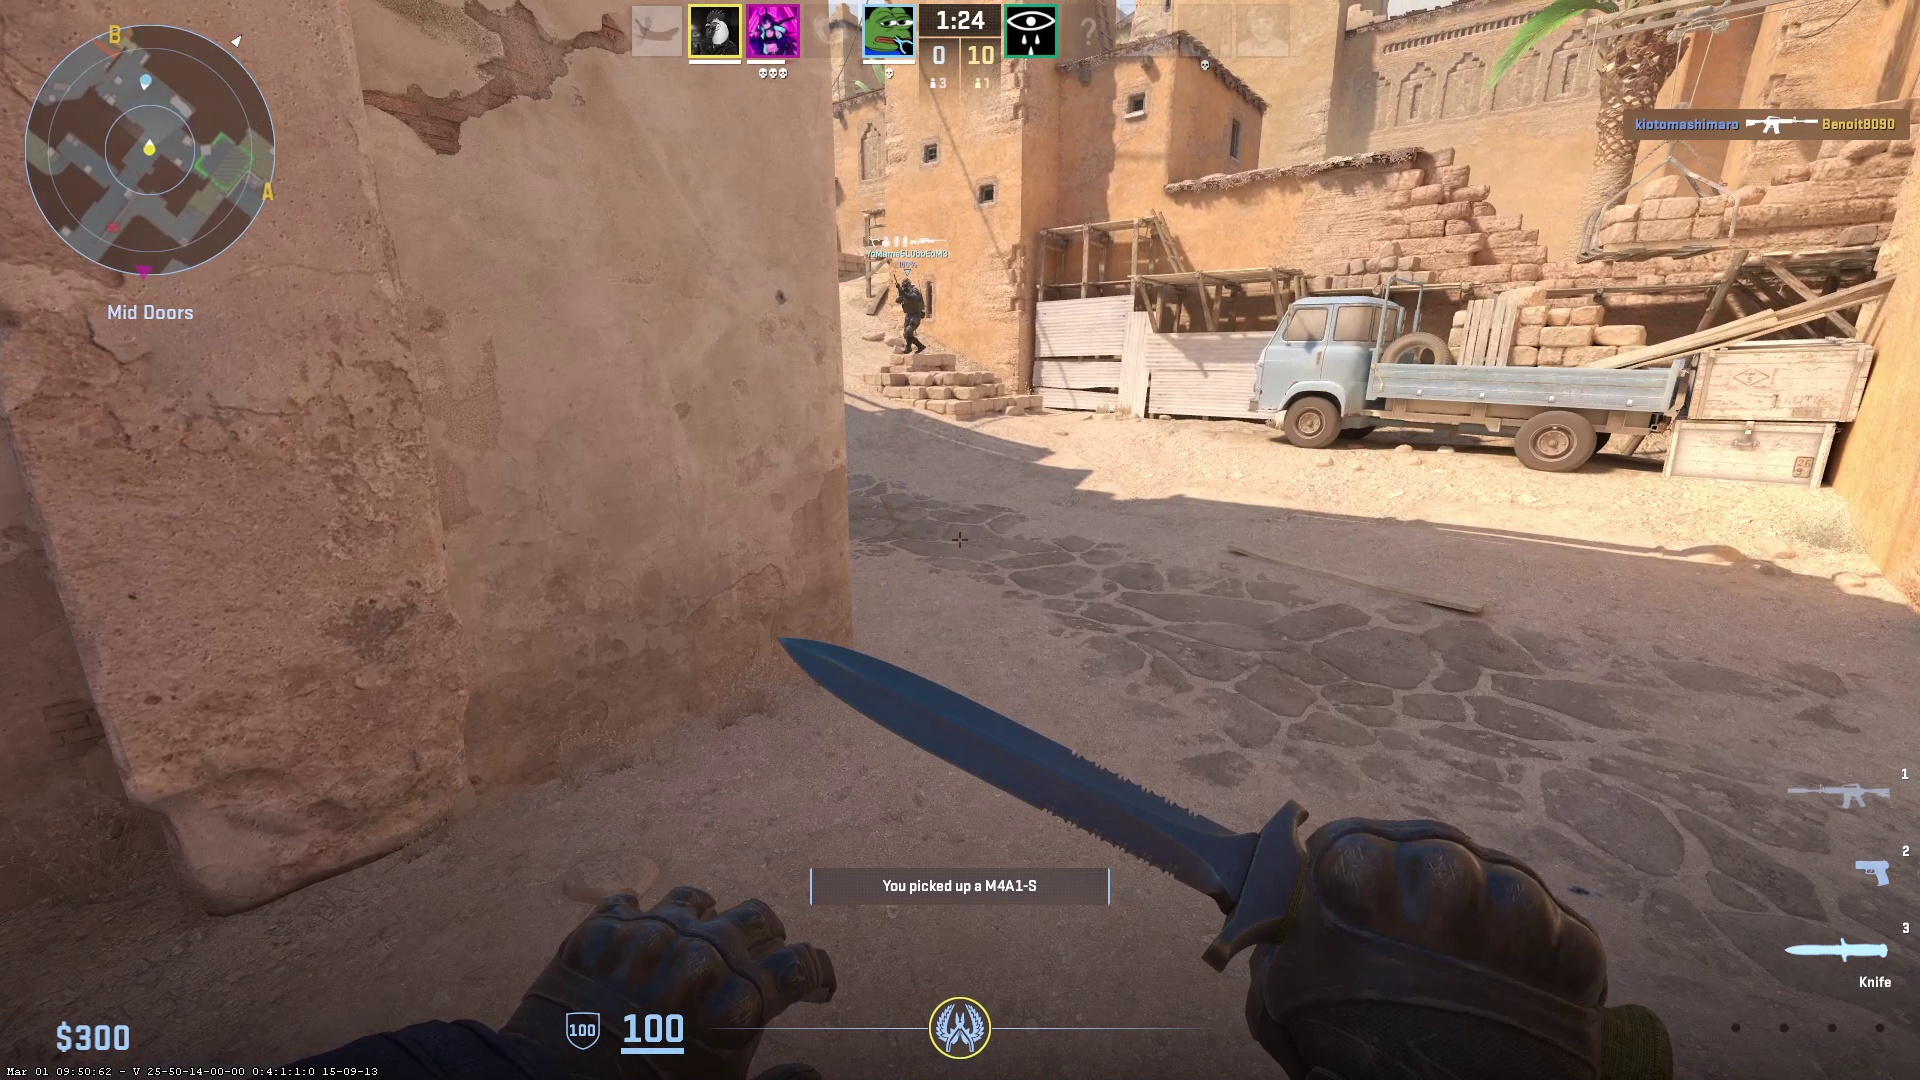 B
1:24
0 10
3 1
kiotomashimaro Benoit8090
A
100%
Mid Doors
1
You picked up a M4A1-S
2
3
Knife
$300
100 100
Mar 01 09:50:62 - V 25-50-14-00-00 0:4:1:1:0 15-09-13